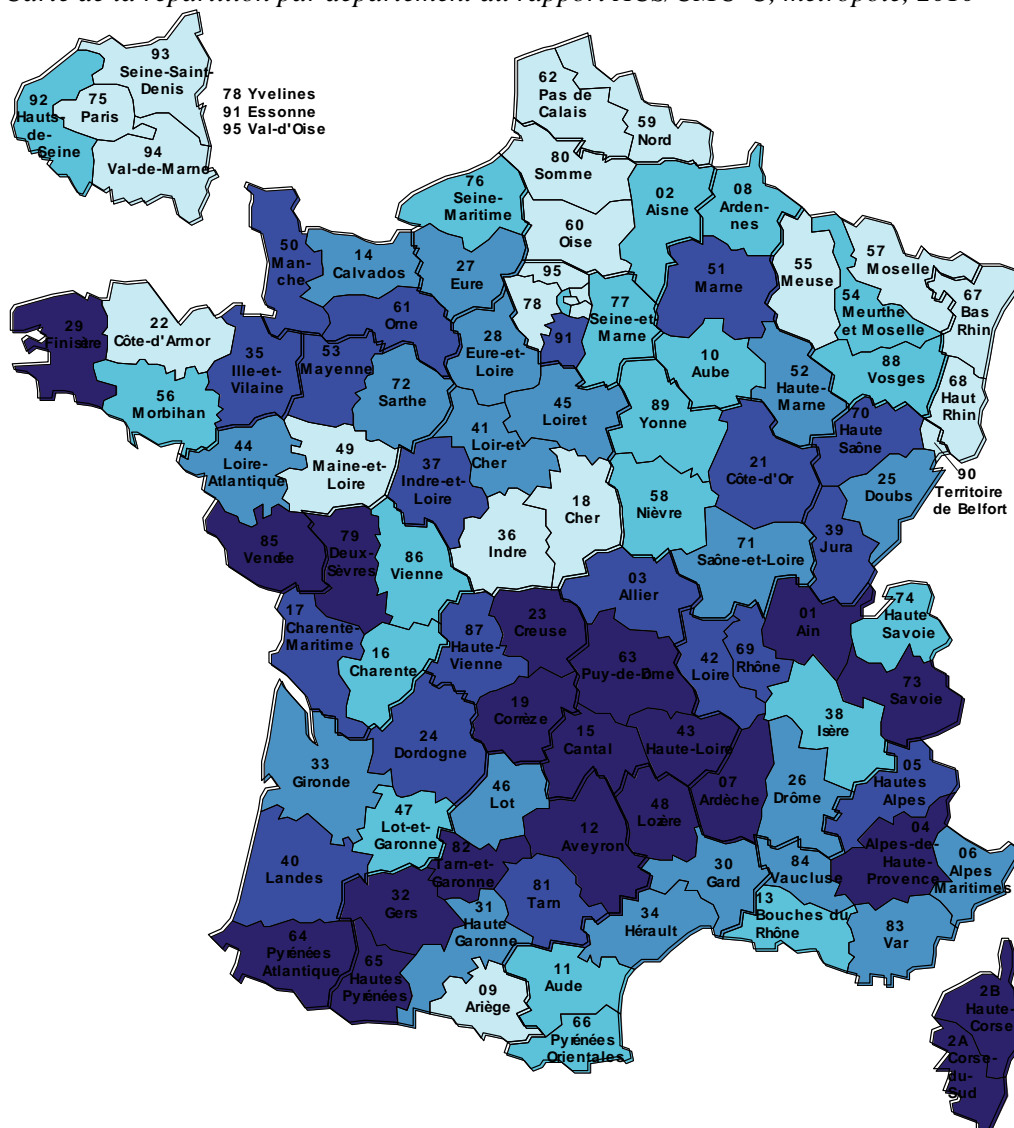 Carte de la répartition par département du rapport ACS/CMU-C, métropole, 2010
93
Seine-Saint-
Denis
92
Hauts-
de-
Seine
75
Paris
94
Val-de-Marne
78 Yvelines
91 Essonne
95 Val-d'Oise
62
Pas de
Calais
59
Nord
80
Somme
76
Seine-
Maritime
02
Aisne
08
Arden-
nes
60
Oise
50
Man-
che
14
Calvados
27
Eure
95
78
91
77
Seine-et
Marne
51
Marne
55
Meuse
57
Moselle
54
Meurthe
et Moselle
67
Bas
Rhin
29
Finisère
22
Côte-d'Armor
61
Orne
35
Ille-et
Vilaine
53
Mayenne
28
Eure-et
Loire
10
Aube
52
Haute-
Marne
88
Vosges
68
Haut
Rhin
56
Morbihan
72
Sarthe
45
Loiret
89
Yonne
70
Haute
Saône
44
Loire-
Atlantique
49
Maine-et
Loire
41
Loir-et
Cher
37
Indre-et
Loire
21
Côte-d'Or
25
Doubs
90
Territoire
de Belfort
18
Cher
58
Nièvre
36
Indre
71
Saône-et-Loire
39
Jura
85
Vendée
79
Deux-
Sèvres
86
Vienne
03
Allier
01
Ain
74
Haute
Savoie
17
Charente-
Maritime
16
Charente
87
Haute
Vienne
23
Creuse
63
Puy-de-Dôme
42
Loire
69
Rhône
73
Savoie
19
Corrèze
38
Isère
24
Dordogne
15
Cantal
43
Haute-Loire
33
Gironde
46
Lot
07
Ardèche
26
Drôme
05
Hautes
Alpes
47
Lot-et
Garonne
48
Lozère
12
Aveyron
04
Alpes-de-
Haute-
Provence
06
Alpes
Maritimes
40
Landes
82
Tarn-et
Garonne
81
Tarn
30
Gard
84
Vaucluse
32
Gers
31
Haute
Garonne
34
Hérault
13
Bouches du
Rhône
83
Var
64
Pyrénées
Atlantique
65
Hautes
Pyrénées
09
Ariège
11
Aude
66
Pyrénées
Orientales
2B
Haute-
Corse
2A
Corse-
du-
Sud